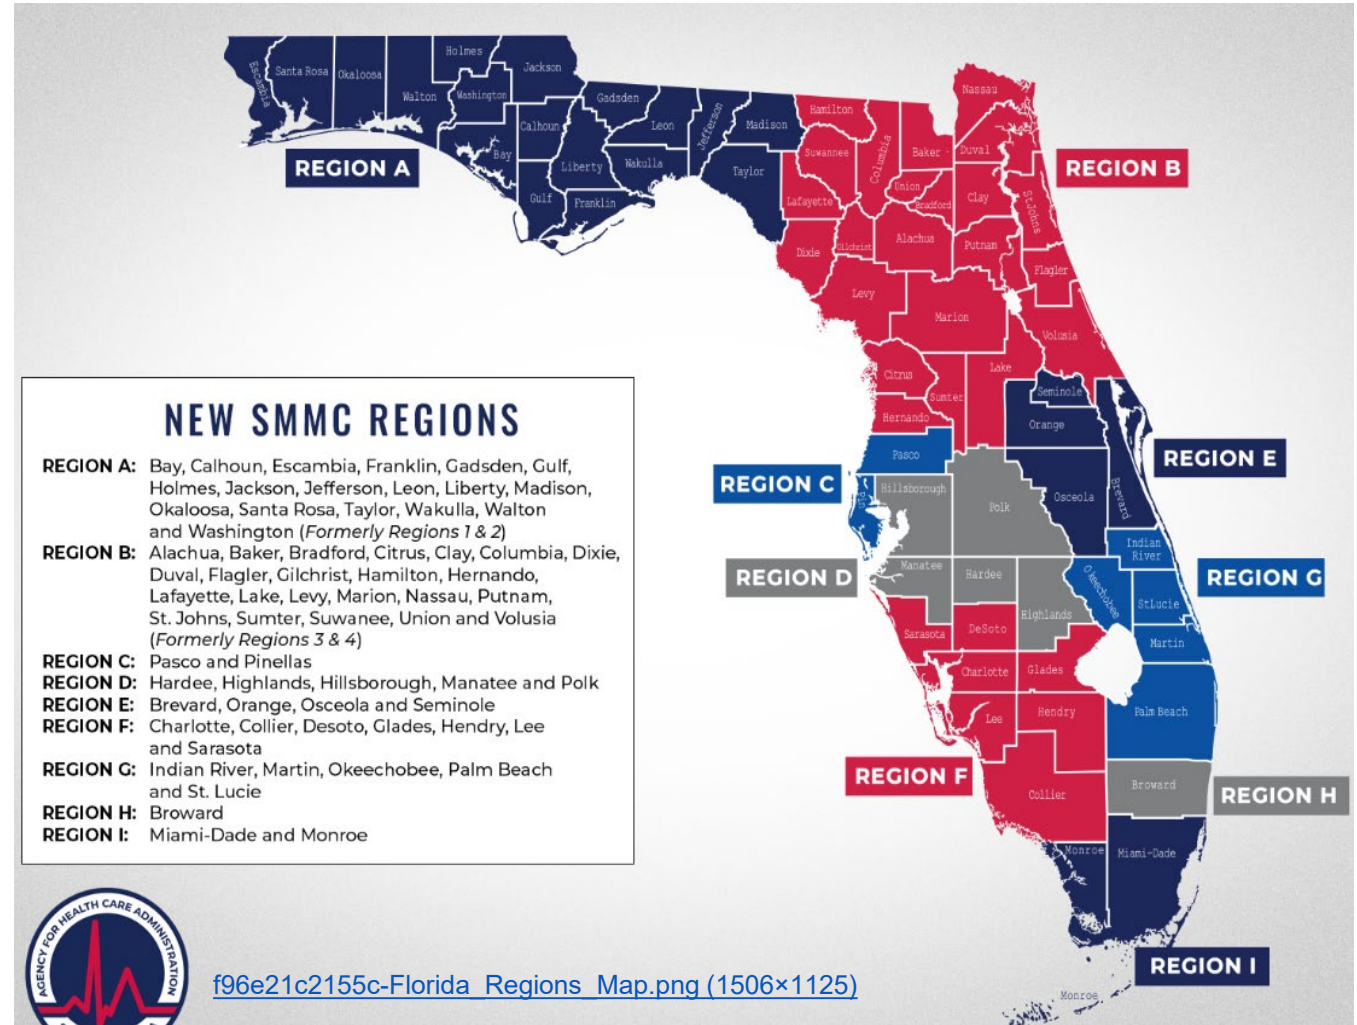 Holmes
Jackson
Santa Rosa
Okaloosa
Escambia
Walton
Washington
Gadsden
Nassau
Hamilton
Calhoun
Leon
Jefferson
Madison
Bay
Columbia
Baker
Duval
Suwannee
REGION A
Liberty
Wakulla
Taylor
REGION B
Union
Bradford
Clay
St Johns
Gulf
Franklin
Lafayette
Alachua
Putnam
Dixie
Gilchrist
Flagler
Levy
Marion
Volusia
Citrus
Lake
Sumter
Seminole
Hernando
Orange
NEW SMMC REGIONS
REGION A: Bay, Calhoun, Escambia, Franklin, Gadsden, Gulf,
Holmes, Jackson, Jefferson, Leon, Liberty, Madison,
Okaloosa, Santa Rosa, Taylor, Wakulla, Walton
and Washington (Formerly Regions 1 & 2)
REGION B: Alachua, Baker, Bradford, Citrus, Clay, Columbia, Dixie,
Duval, Flagler, Gilchrist, Hamilton, Hernando,
Lafayette, Lake, Levy, Marion, Nassau, Putnam,
St. Johns, Sumter, Suwanee, Union and Volusia
(Formerly Regions 3 & 4)
REGION C: Pasco and Pinellas
REGION D: Hardee, Highlands, Hillsborough, Manatee and Polk
REGION E: Brevard, Orange, Osceola and Seminole
REGION F: Charlotte, Collier, Desoto, Glades, Hendry, Lee
and Sarasota
REGION G: Indian River, Martin, Okeechobee, Palm Beach
and St. Lucie
REGION H: Broward
REGION I: Miami-Dade and Monroe
Pasco
REGION E
REGION C
Hillsborough
Polk
Osceola
Brevard
Indian
River
REGION D
Manatee
Hardee
Okeechobee
REGION G
Highlands
StLucie
Sarasota
DeSoto
Martin
Charlotte
Glades
Lee
Hendry
Palm Beach
REGION F
Collier
Broward
REGION H
Monroe
Miami-Dade
REGION I
Monroe
AGENCY FOR HEALTH CARE ADMINISTRATION
f96e21c2155c-Florida_Regions_Map.png (1506×1125)